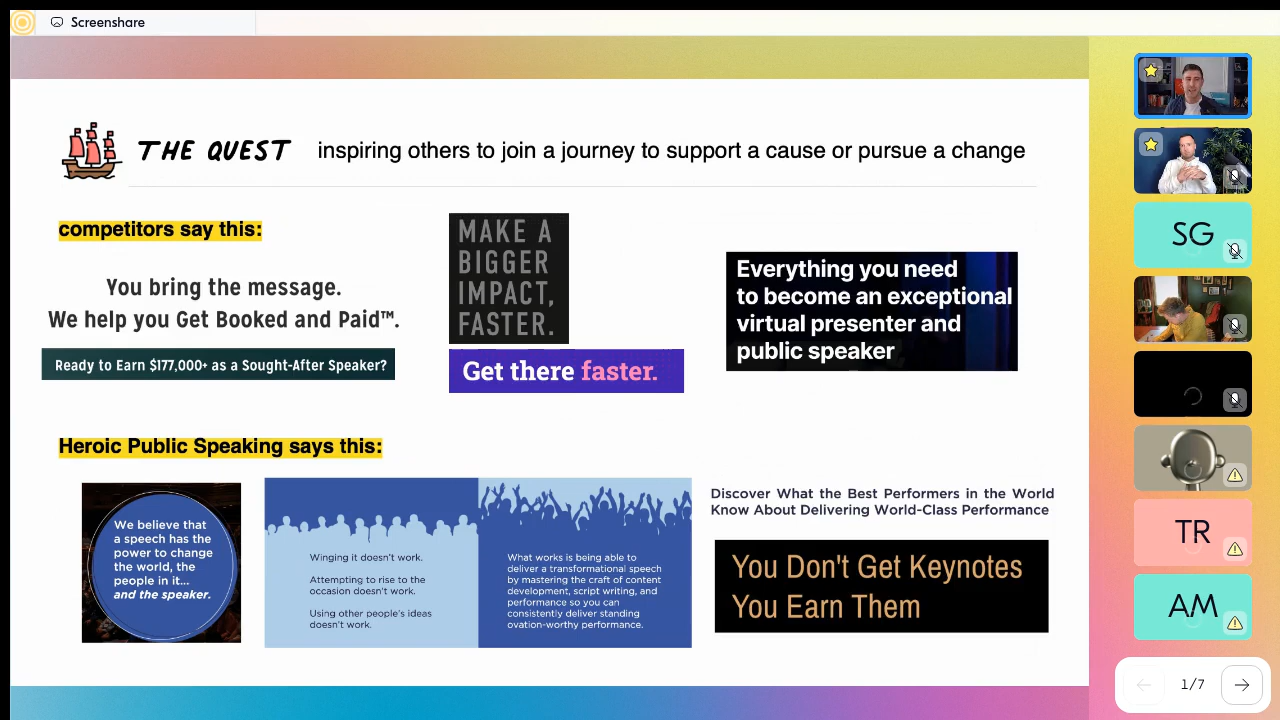 Screenshare
THE QUEST inspiring others to join a journey to support a cause or pursue a change
competitors say this:
You bring the message.
We help you Get Booked and Paid™.
Ready to Earn $177,000+ as a Sought-After Speaker?
MAKE A
BIGGER
IMPACT,
FASTER.
Get there faster.
Everything you need
to become an exceptional
virtual presenter and
public speaker
Heroic Public Speaking says this:
We believe that
a speech has the
power to change
the world, the
people in it...
and the speaker.
Winging it doesn't work.
Attempting to rise to the
occasion doesn't work.
Using other people's ideas
doesn't work.
What works is being able to
deliver a transformational speech
by mastering the craft of content
development, script writing, and
performance so you can
consistently deliver standing
ovation-worthy performance.
Discover What the Best Performers in the World
Know About Delivering World-Class Performance
You Don't Get Keynotes
You Earn Them
SG
TR
AM
1/7